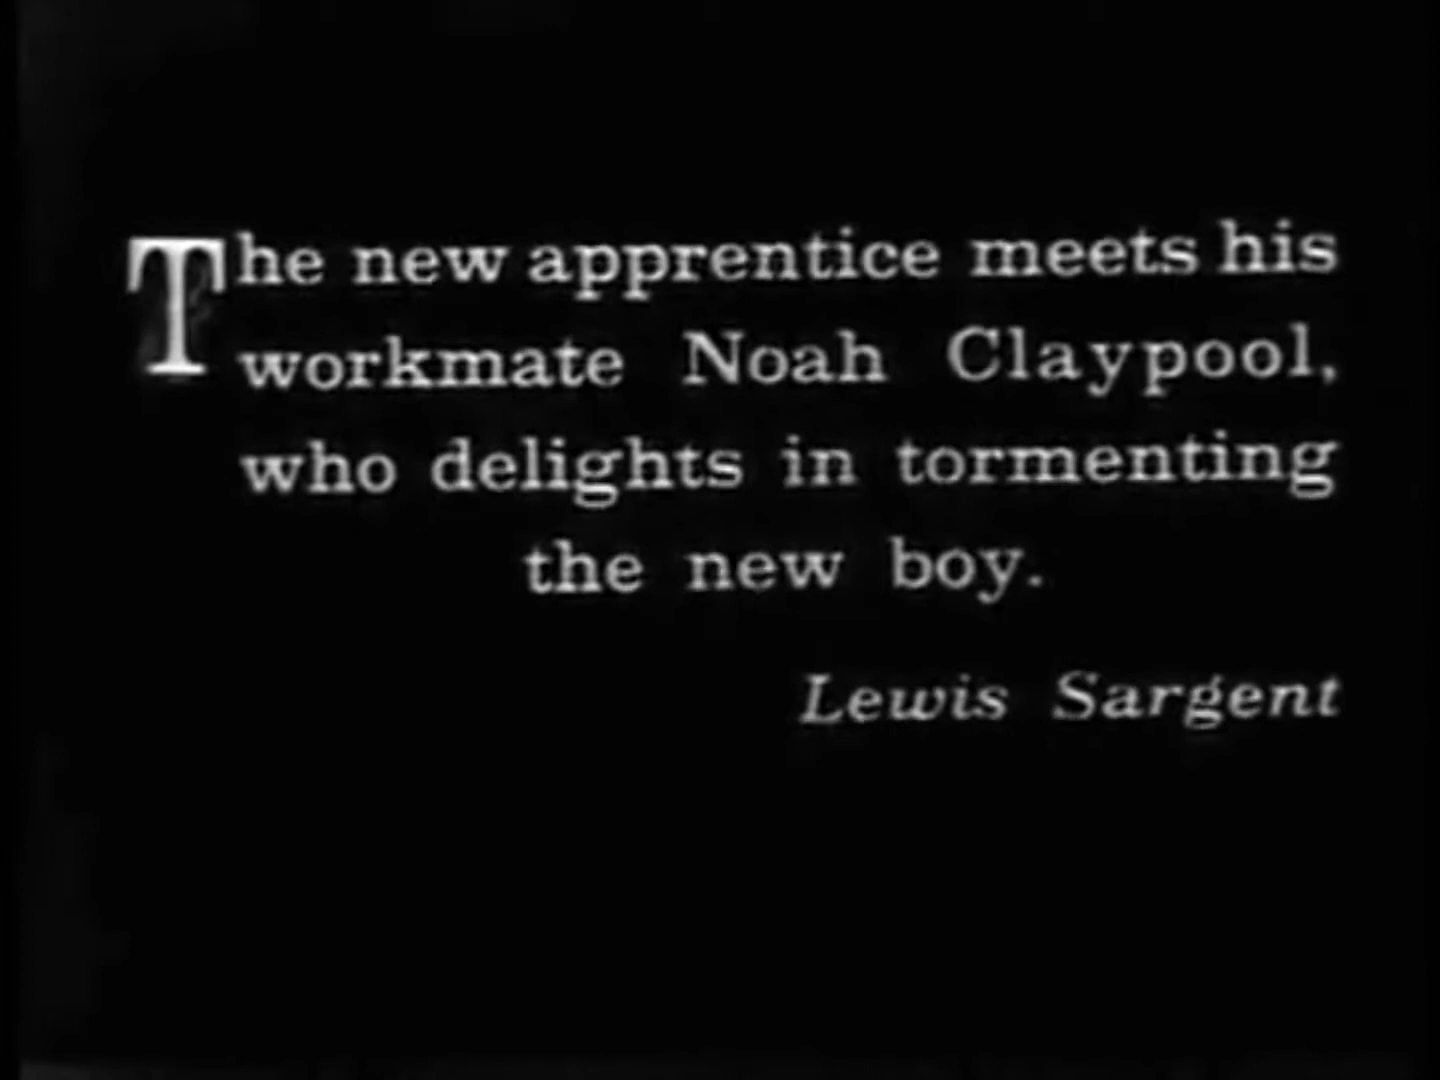 The new apprentice meets his
workmate Noah Claypool,
who delights in tormenting
the new boy.
Lewis Sargent